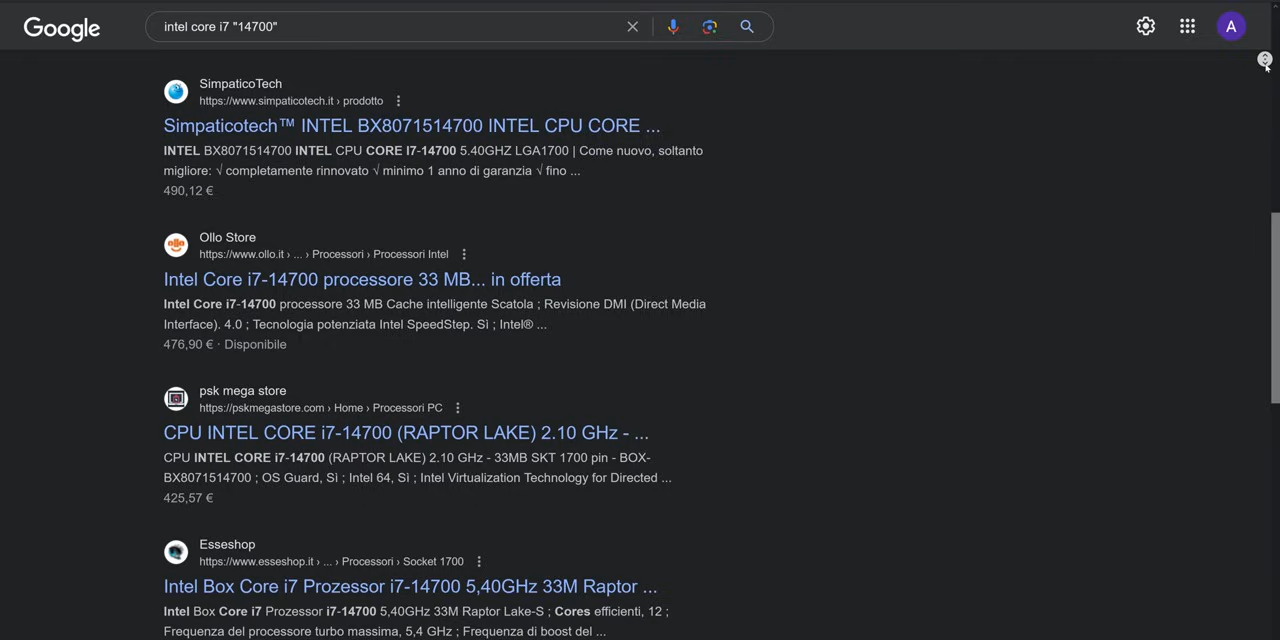 Google
intel core i7 "14700"
A
SimpaticoTech
https://www.simpaticotech.it › prodotto
Simpaticotech™ INTEL BX8071514700 INTEL CPU CORE ...
INTEL BX8071514700 INTEL CPU CORE I7-14700 5.40GHZ LGA1700 | Come nuovo, soltanto
migliore: √ completamente rinnovato √ minimo 1 anno di garanzia √ fino ...
490,12 €
Ollo Store
https://www.ollo.it › ... › Processori › Processori Intel
Intel Core i7-14700 processore 33 MB... in offerta
Intel Core i7-14700 processore 33 MB Cache intelligente Scatola ; Revisione DMI (Direct Media
Interface). 4.0 ; Tecnologia potenziata Intel SpeedStep. Sì ; Intel® ...
476,90 € · Disponibile
psk mega store
https://pskmegastore.com › Home › Processori PC
CPU INTEL CORE i7-14700 (RAPTOR LAKE) 2.10 GHz - ...
CPU INTEL CORE i7-14700 (RAPTOR LAKE) 2.10 GHz - 33MB SKT 1700 pin - BOX-
BX8071514700 ; OS Guard, Sì ; Intel 64, Sì ; Intel Virtualization Technology for Directed ...
425,57 €
Esseshop
https://www.esseshop.it › ... › Processori › Socket 1700
Intel Box Core i7 Prozessor i7-14700 5,40GHz 33M Raptor ...
Intel Box Core i7 Prozessor i7-14700 5,40GHz 33M Raptor Lake-S ; Cores efficienti, 12 ;
Frequenza del processore turbo massima, 5,4 GHz ; Frequenza di boost del ...